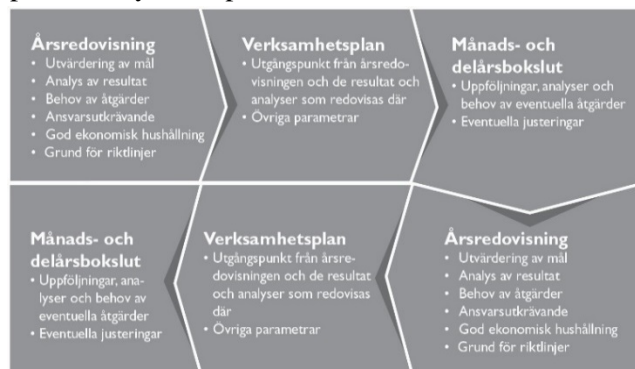 Årsredovisning
• Utvärdering av mål
• Analys av resultat
• Behov av åtgärder
• Ansvarsutkrävande
• God ekonomisk hushållning
• Grund för riktlinjer
Verksamhetsplan
• Utgångspunkt från årsredo-
visningen och de resultat och
analyser som redovisas där
• Övriga parametrar
Månads- och
delårsbokslut
• Uppföljningar, analyser och
behov av eventuella åtgärder
• Eventuella justeringar
Månads- och
delårsbokslut
• Uppföljningar, ana-
lyser och behov av
eventuella åtgärder
• Eventuella justeringar
Verksamhetsplan
• Utgångspunkt från årsre-
dovisningen och de resultat
och analyser som redovisas
där
• Övriga parametrar
Årsredovisning
• Utvärdering av mål
• Analys av resultat
• Behov av åtgärder
• Ansvarsutkrävande
• God ekonomisk hushållning
• Grund för riktlinjer